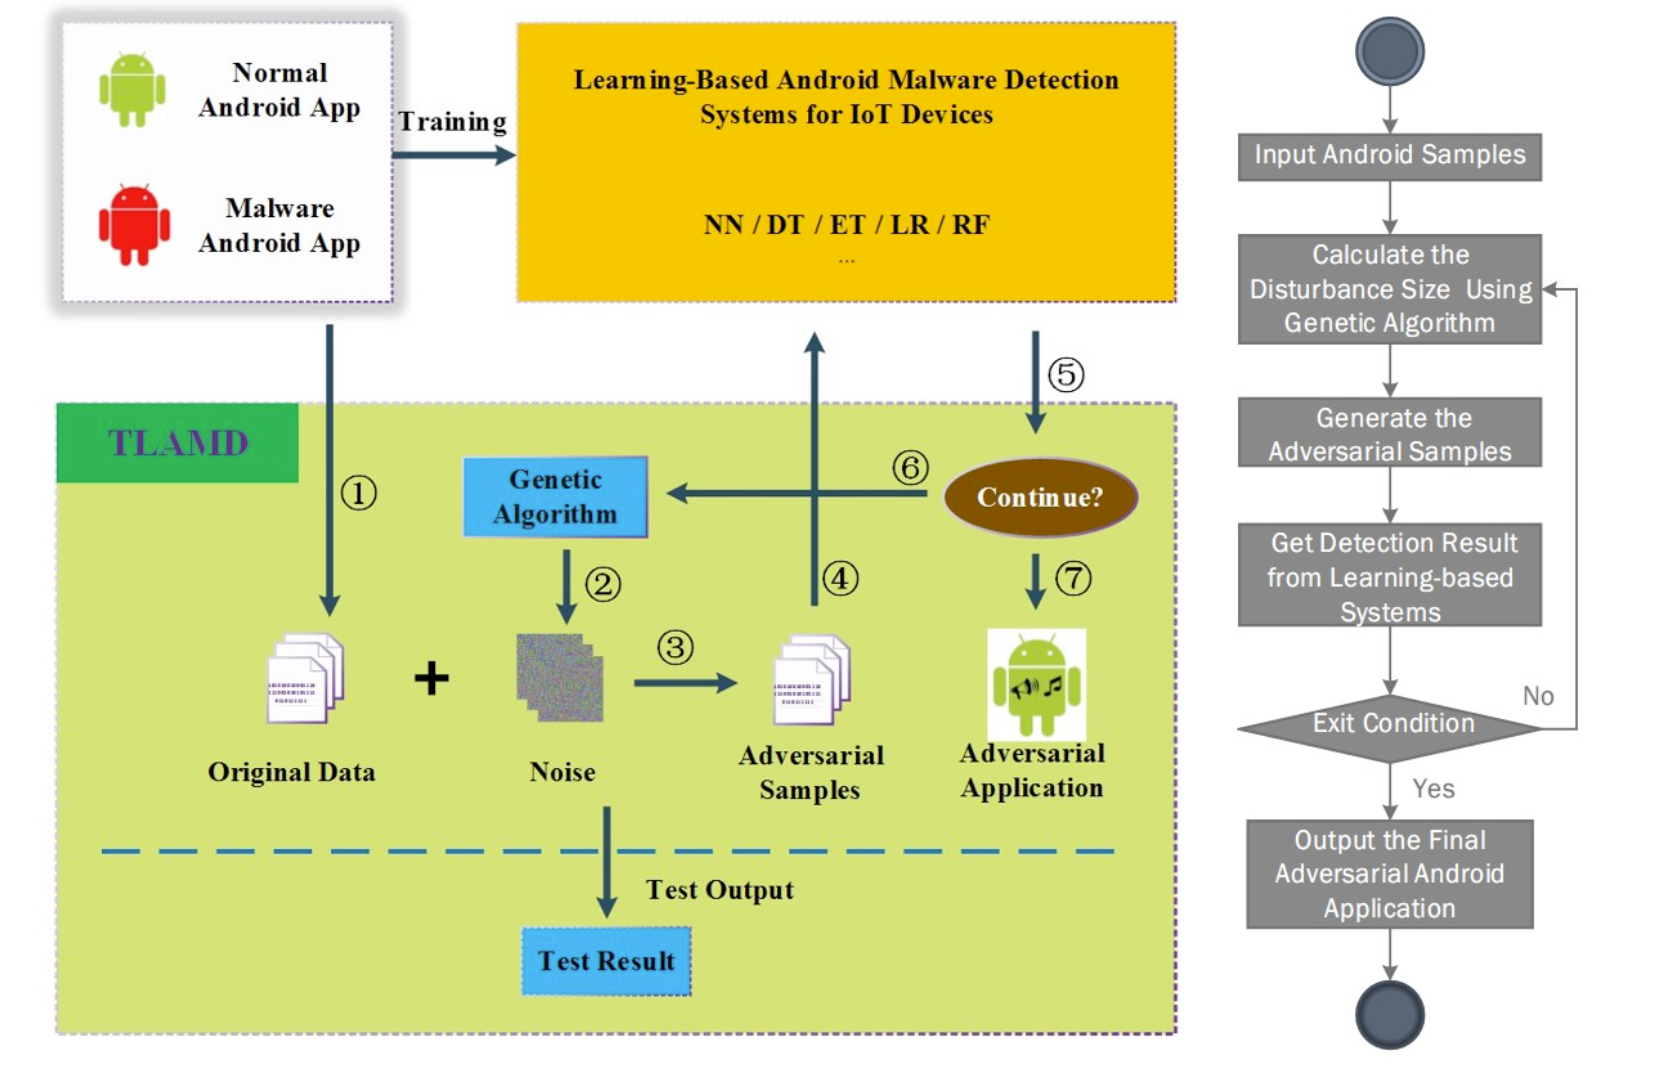 Normal
Android App
Malware
Android App
Training
Learning-Based Android Malware Detection
Systems for IoT Devices
NN / DT / ET / LR / RF
...
TLAMD
①
Genetic
Algorithm
②
③
④
⑤
⑥
Continue?
⑦
+
Original Data
Noise
Adversarial
Samples
Adversarial
Application
Test Output
Test Result
Input Android Samples
Calculate the
Disturbance Size Using
Genetic Algorithm
Generate the
Adversarial Samples
Get Detection Result
from Learning-based
Systems
Exit Condition
No
Yes
Output the Final
Adversarial Android
Application